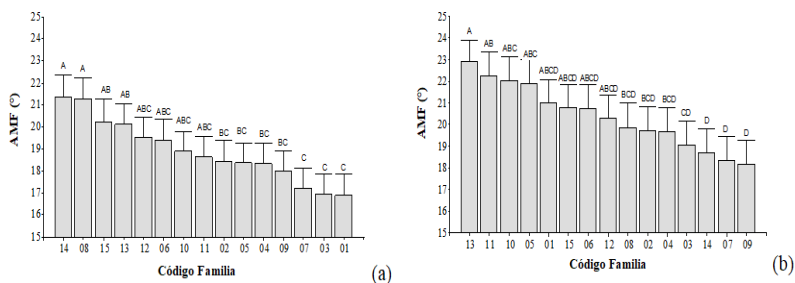 25
24
23
22
21
20
19
18
17
16
15
AMF (°)
A A AB AB ABC ABC ABC ABC BC BC BC BC C C C
14 08 15 13 12 06 10 11 02 05 04 09 07 03 01
Código Familia
(a)
25
24
23
22
21
20
19
18
17
16
15
AMF (°)
A AB ABC ABC ABCD ABCD ABCD ABCD BCD BCD BCD CD D D D
13 11 10 05 01 15 06 12 08 02 04 03 14 07 09
Código Familia
(b)